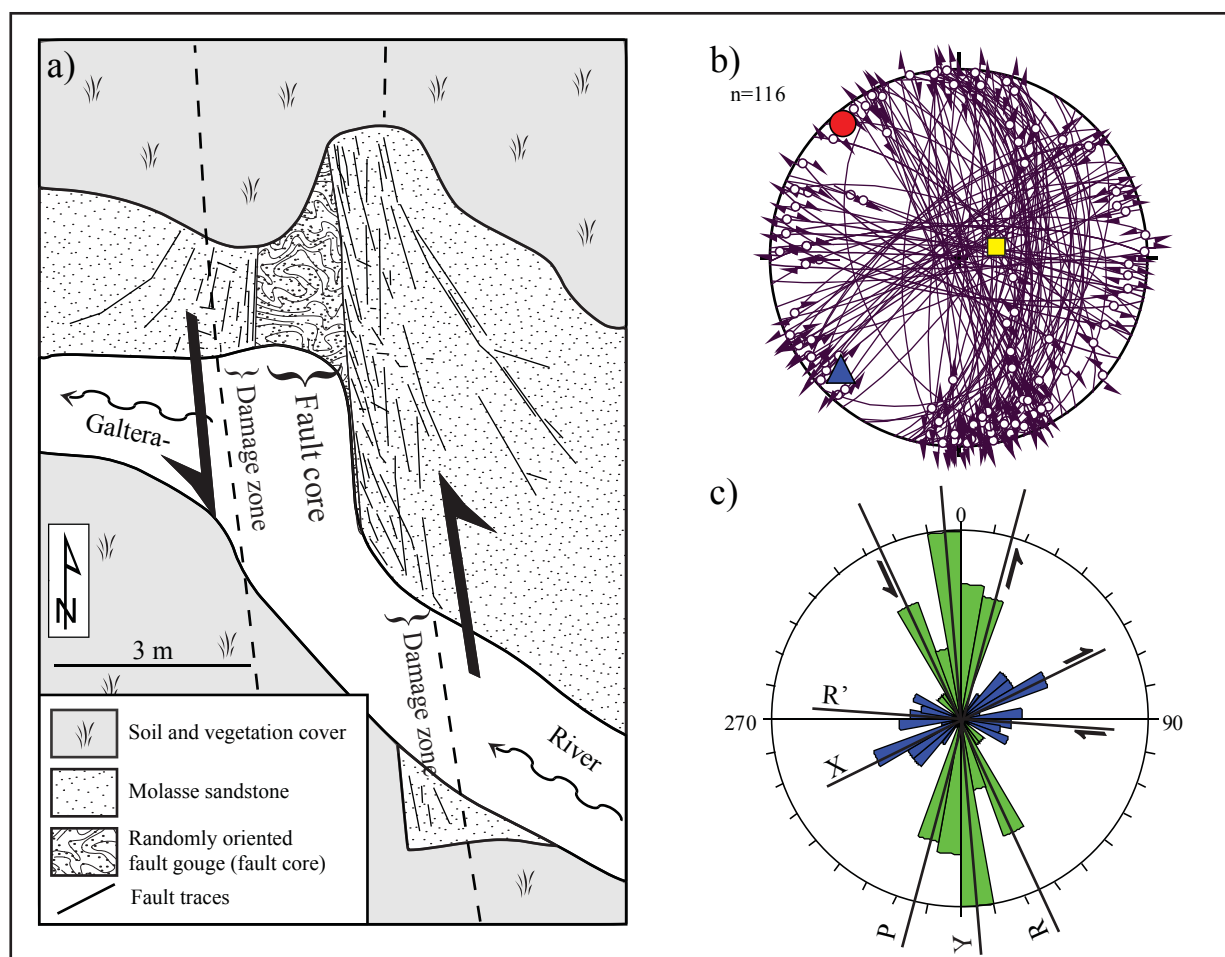 a)
Galtera-
Damage zone
Fault core
N
3 m
Damage zone
River
Soil and vegetation cover
Molasse sandstone
Randomly oriented
fault gouge (fault core)
Fault traces
b)
n=116
c)
0
R'
270
90
X
P
Y
R